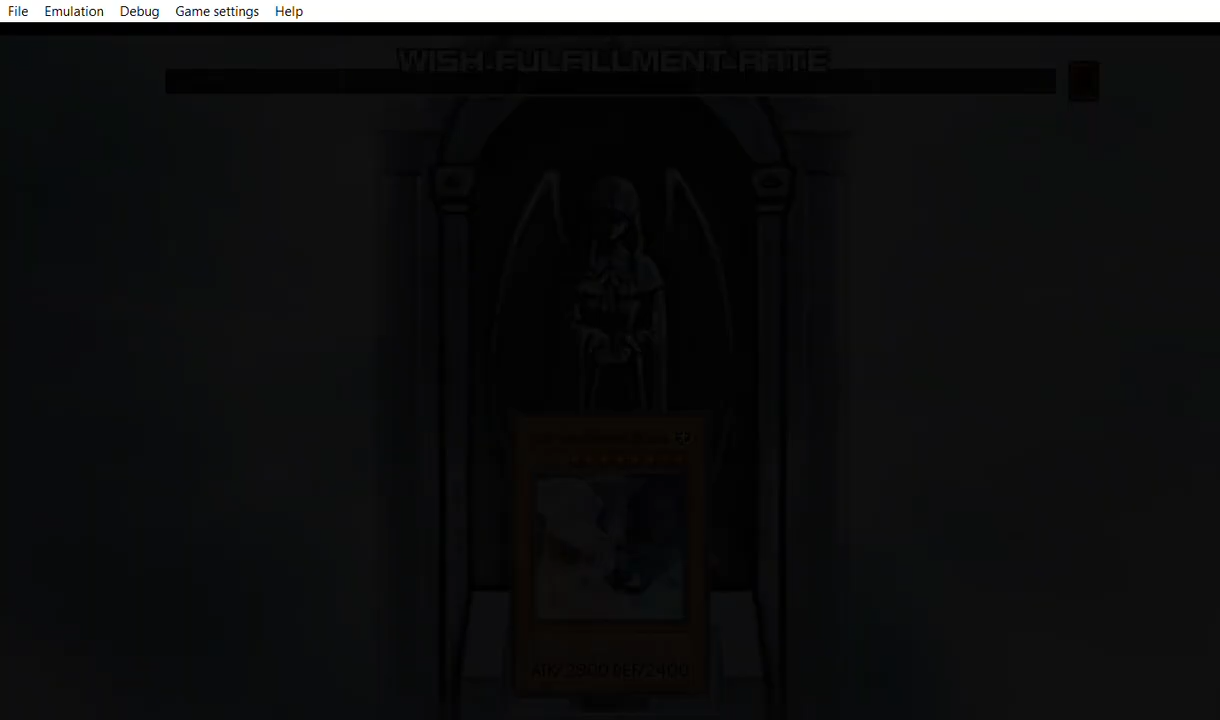 File Emulation Debug Game settings Help
WISH FULFILLMENT RATE
ATK/2800 DEF/2400